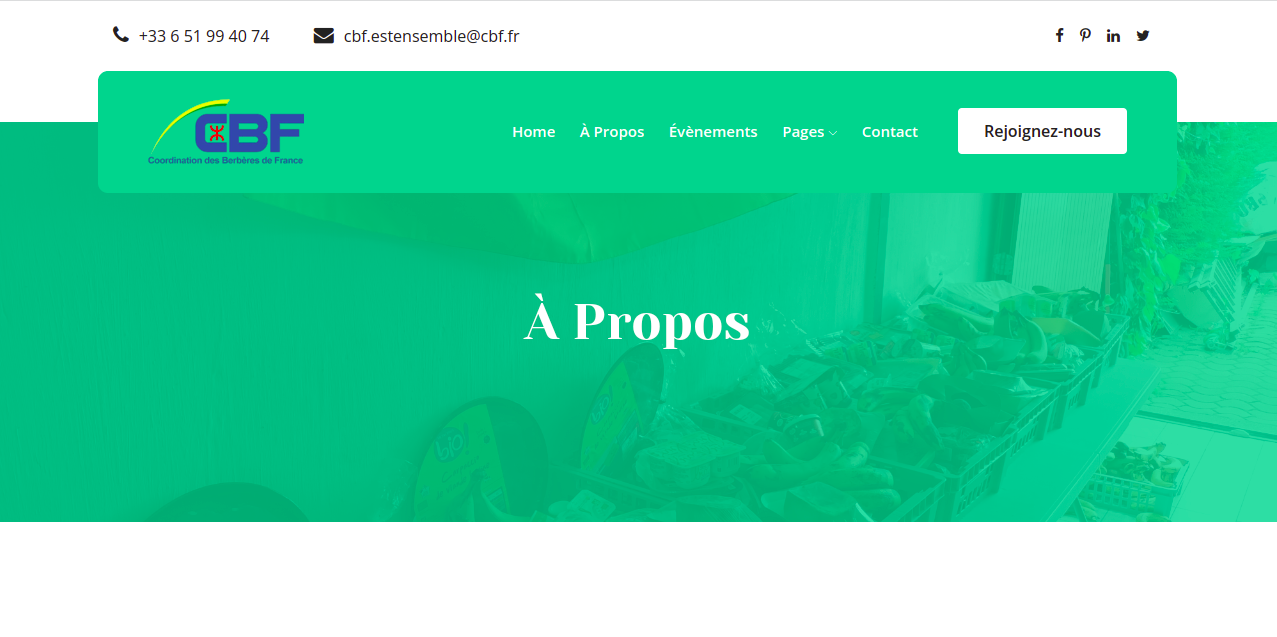 +33 6 51 99 40 74 cbf.estensemble@cbf.fr
CBF
Coordination des Berbères de France
Home À Propos Évènements Pages Contact Rejoignez-nous
À Propos
bio